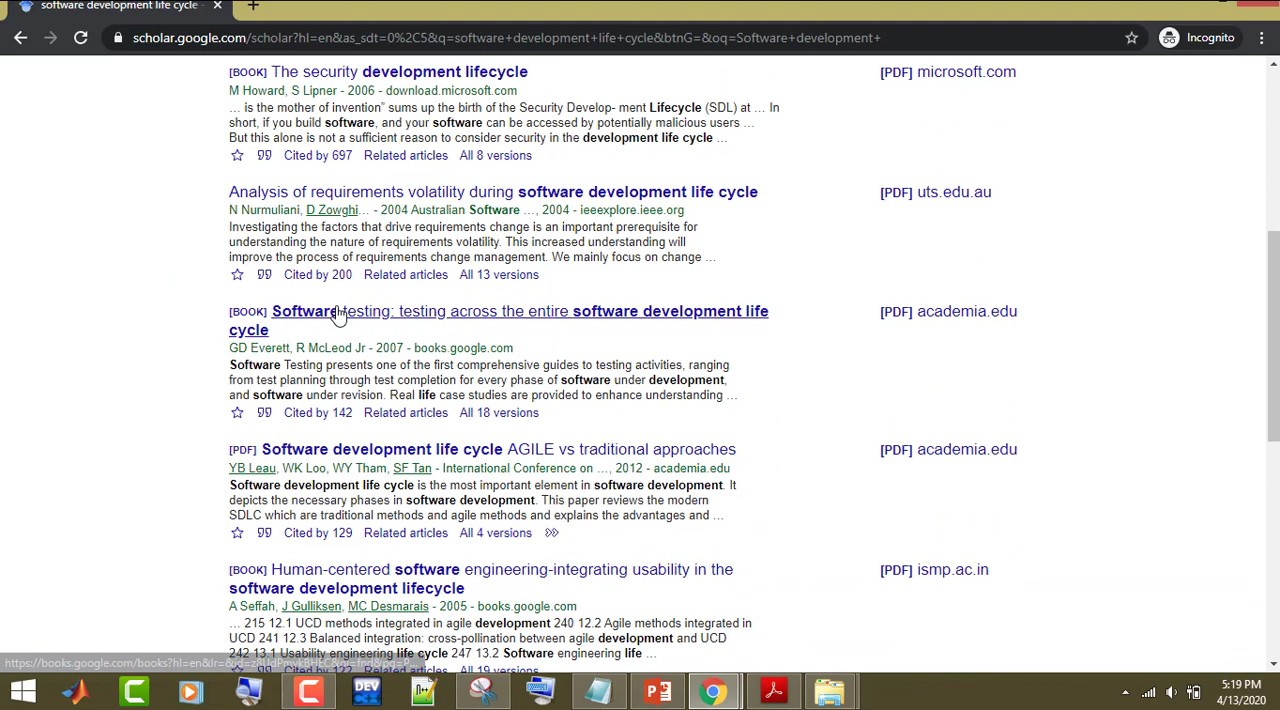 software development life cycle -
scholar.google.com/scholar?hl=en&as_sdt=0%2C5&q=software+development+life+cycle&btnG=&oq=Software+development+
Incognito
[BOOK] The security development lifecycle
[PDF] microsoft.com
M Howard, S Lipner - 2006 - download.microsoft.com
… is the mother of invention" sums up the birth of the Security Develop- ment Lifecycle (SDL) at … In
short, if you build software, and your software can be accessed by potentially malicious users …
But this alone is not a sufficient reason to consider security in the development life cycle …
Cited by 697 Related articles All 8 versions
Analysis of requirements volatility during software development life cycle
[PDF] uts.edu.au
N Nurmuliani, D Zowghi… - 2004 Australian Software …, 2004 - ieeexplore.ieee.org
Investigating the factors that drive requirements change is an important prerequisite for
understanding the nature of requirements volatility. This increased understanding will
improve the process of requirements change management. We mainly focus on change …
Cited by 200 Related articles All 13 versions
[BOOK] Software testing: testing across the entire software development life
cycle
[PDF] academia.edu
GD Everett, R McLeod Jr - 2007 - books.google.com
Software Testing presents one of the first comprehensive guides to testing activities, ranging
from test planning through test completion for every phase of software under development,
and software under revision. Real life case studies are provided to enhance understanding …
Cited by 142 Related articles All 18 versions
[PDF] Software development life cycle AGILE vs traditional approaches
[PDF] academia.edu
YB Leau, WK Loo, WY Tham, SF Tan - International Conference on …, 2012 - academia.edu
Software development life cycle is the most important element in software development. It
depicts the necessary phases in software development. This paper reviews the modern
SDLC which are traditional methods and agile methods and explains the advantages and …
Cited by 129 Related articles All 4 versions
[BOOK] Human-centered software engineering-integrating usability in the
software development lifecycle
[PDF] ismp.ac.in
A Seffah, J Gulliksen, MC Desmarais - 2005 - books.google.com
… 215 12.1 UCD methods integrated in agile development 240 12.2 Agile methods integrated in
UCD 241 12.3 Balanced integration: cross-pollination between agile development and UCD
242 13.1 Usability engineering life cycle 247 13.2 Software engineering life …
Cited by 122 Related articles All 19 versions
DEV
5:19 PM
4/13/2020